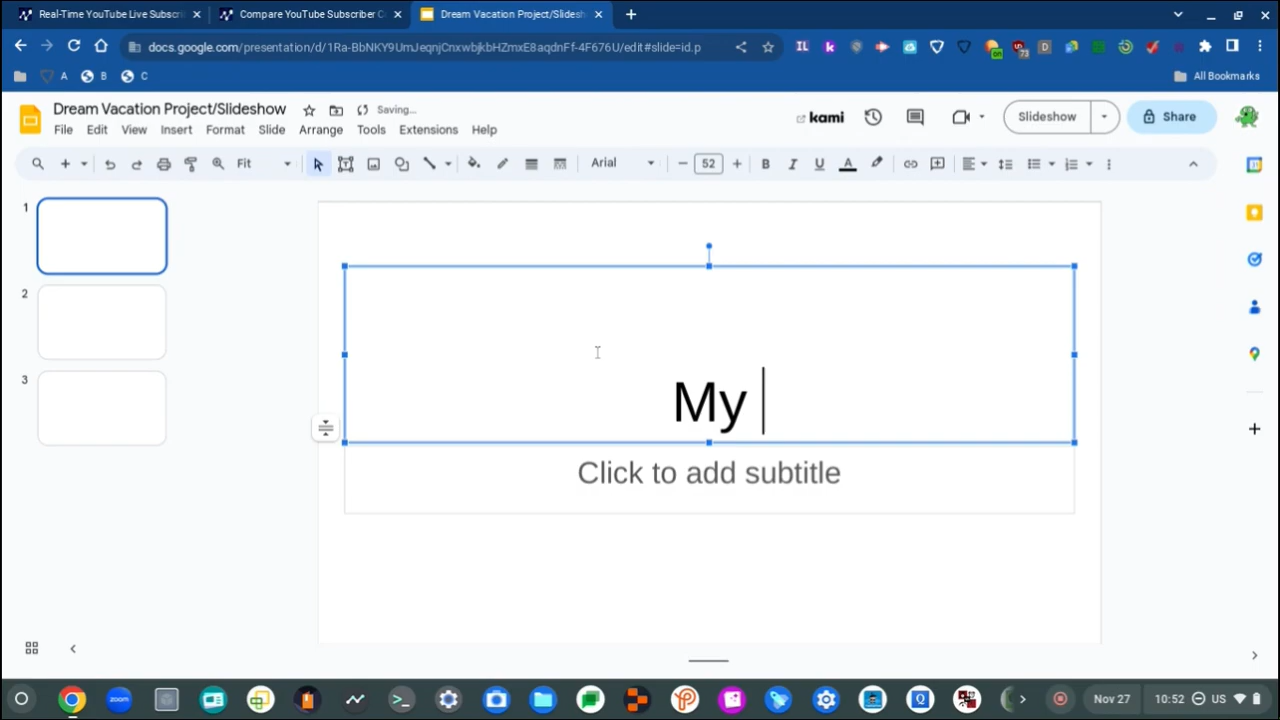 Real-Time YouTube Live Subscri
Compare YouTube Subscriber C
Dream Vacation Project/Slidesh
docs.google.com/presentation/d/1Ra-BbNKY9UmJeqnjCnxwbjkbHZmxE8aqdnFf-4F676U/edit#slide=id.p
A B C All Bookmarks
Dream Vacation Project/Slideshow Saving...
File Edit View Insert Format Slide Arrange Tools Extensions Help
kami Slideshow Share
Fit Arial 52 B I U A
1
2
3
My
Click to add subtitle
zoom Nov 27 10:52 US